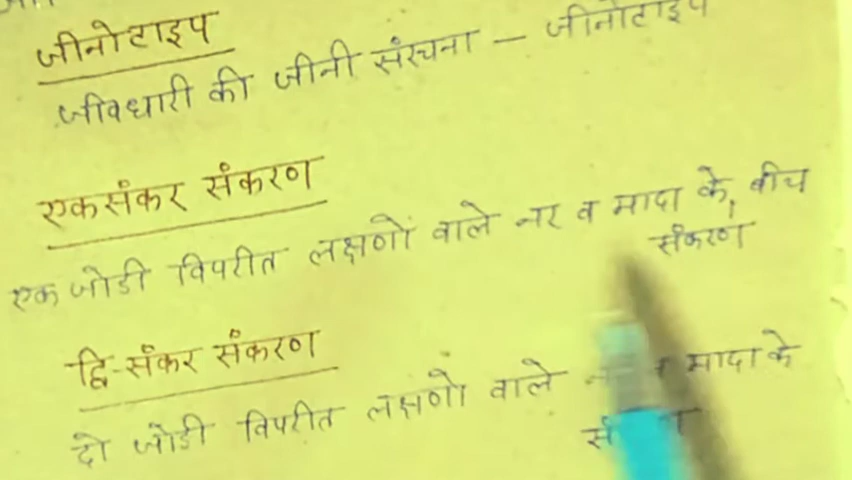 जीनोटाइप
जीवधारी की जीनी संरचना – जीनोटाइप
एकसंकर संकरण
एक जोडी विपरीत लक्षणों वाले नर व मादा के बीच
संकरण
द्वि-संकर संकरण
दो जोडी विपरीत लक्षणो वाले मादा के